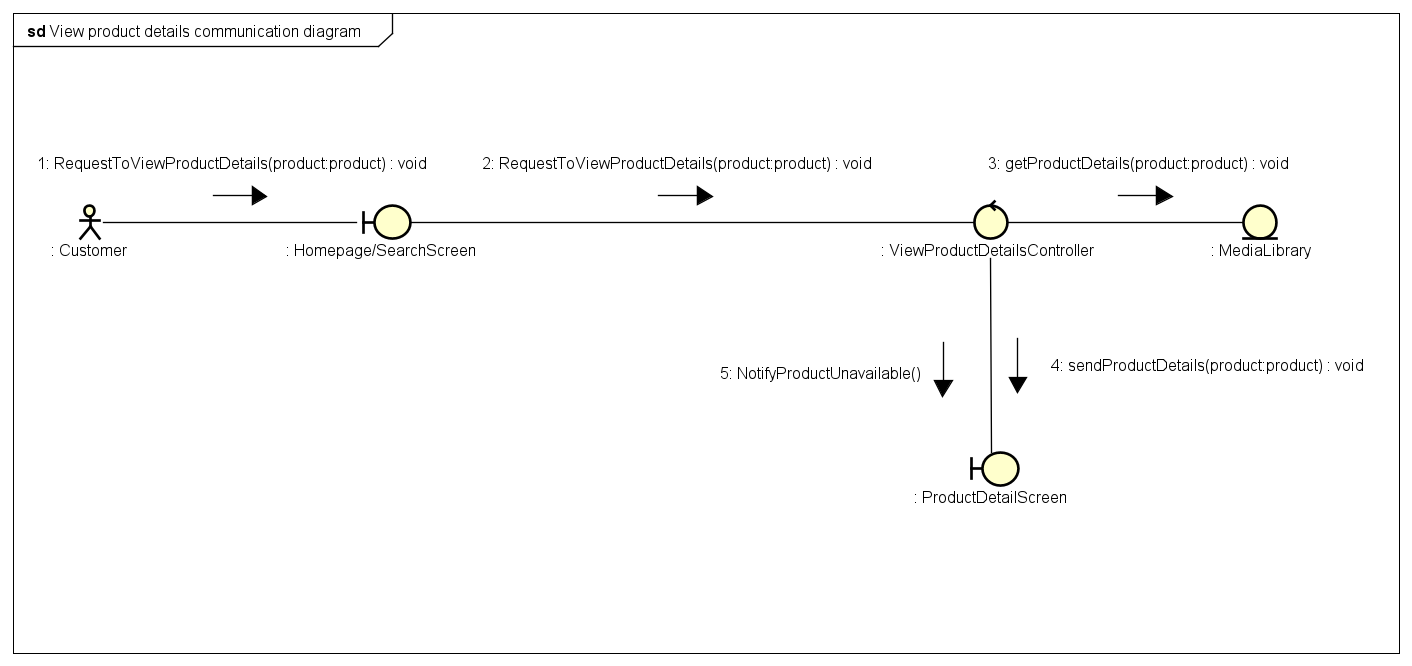 sd View product details communication diagram
1: RequestToViewProductDetails(product:product) : void
2: RequestToViewProductDetails(product:product) : void
3: getProductDetails(product:product) : void
: Customer
: Homepage/SearchScreen
: ViewProductDetailsController
: MediaLibrary
5: NotifyProductUnavailable()
4: sendProductDetails(product:product) : void
: ProductDetailScreen